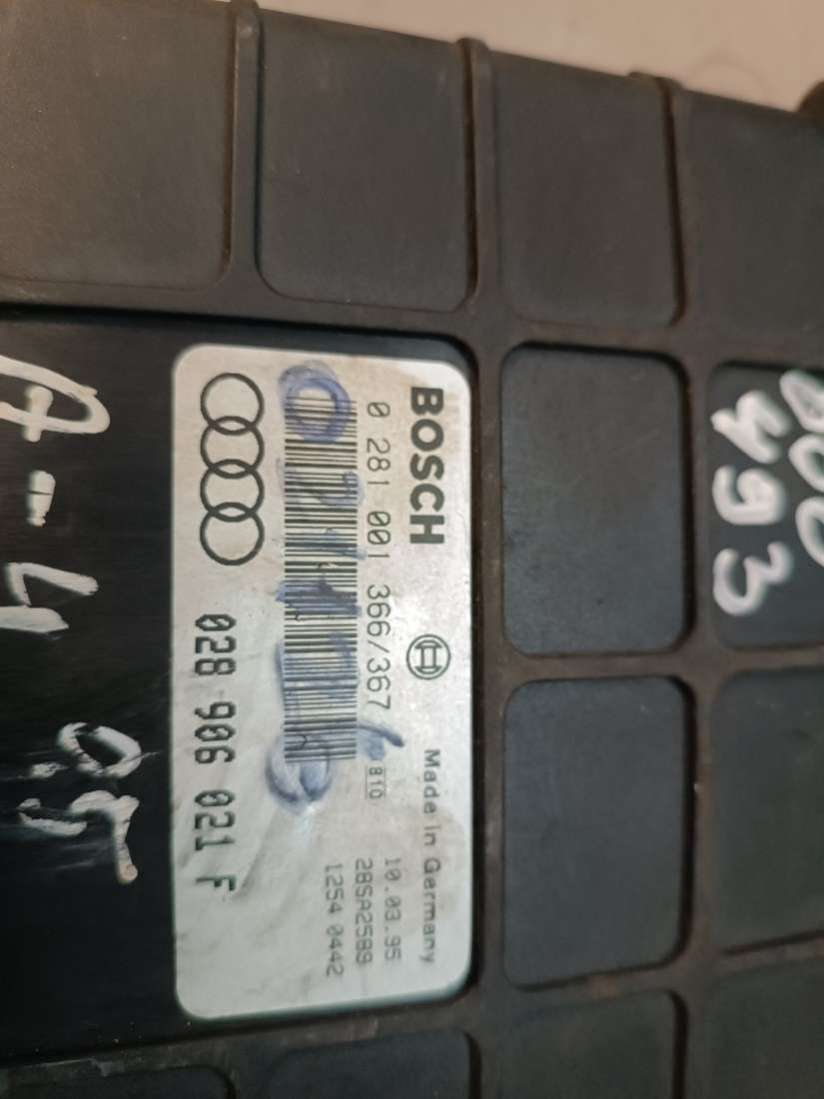 BOSCH
Made in Germany
0 281 001 366/367
810
10.03.95
28SA2589
1254 0442
028 906 021 F
493
A-4